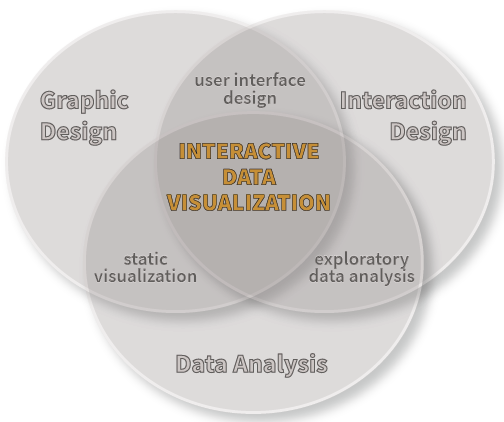 user interface
design
Graphic
Design
Interaction
Design
INTERACTIVE
DATA
VISUALIZATION
static
visualization
exploratory
data analysis
Data Analysis